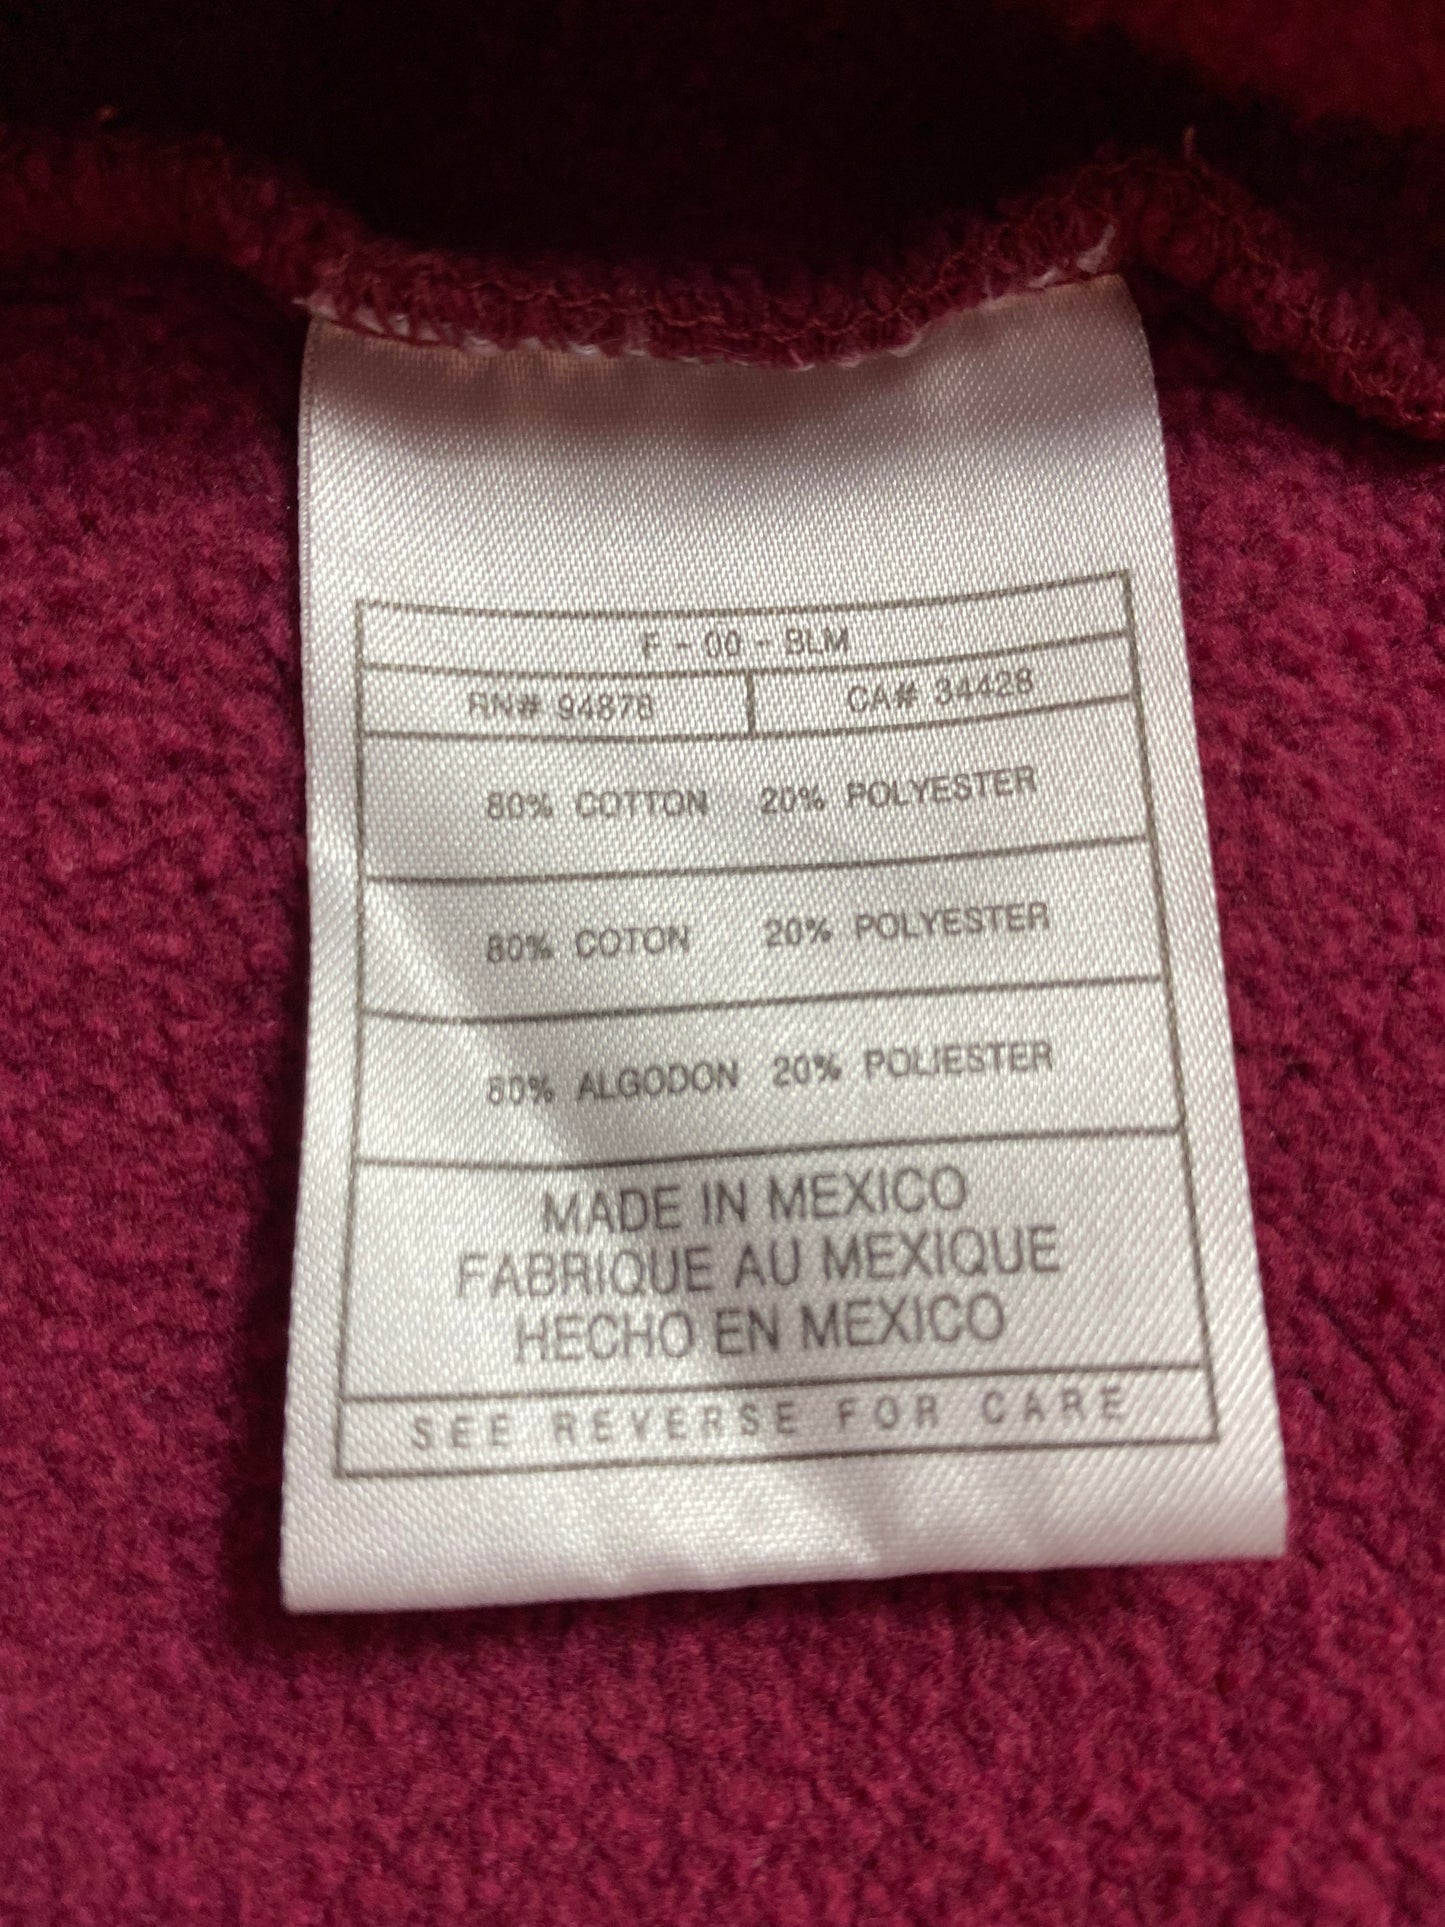 F - 00 - BLM
RN# 94878 CA# 34428
80% COTTON 20% POLYESTER
80% COTON 20% POLYESTER
80% ALGODON 20% POLIESTER
MADE IN MEXICO
FABRIQUE AU MEXIQUE
HECHO EN MEXICO
SEE REVERSE FOR CARE